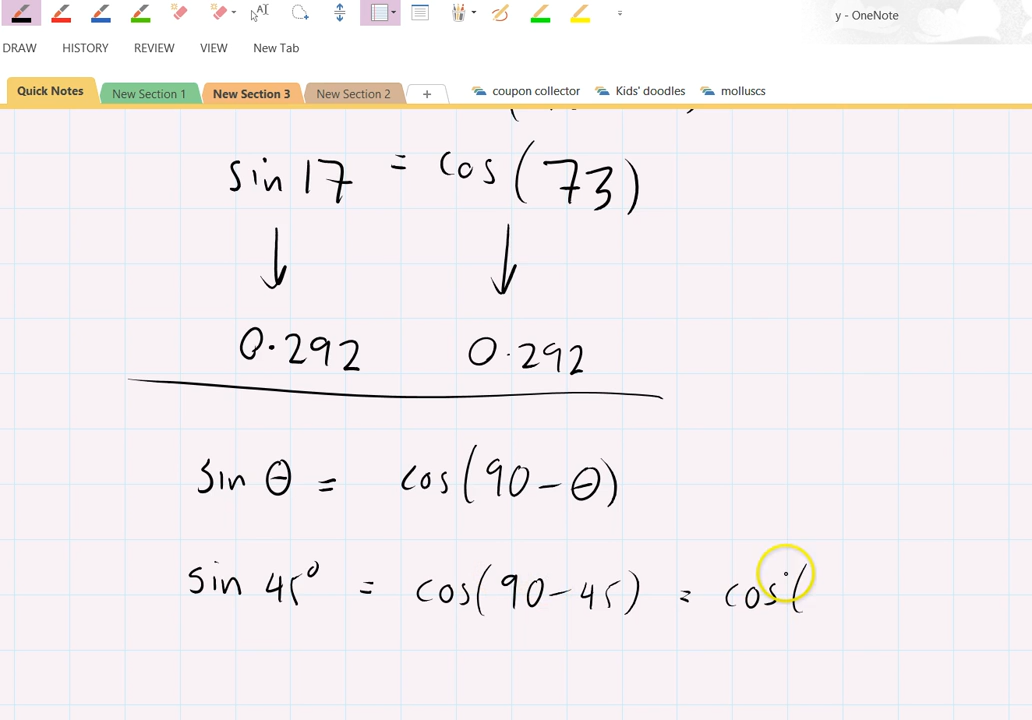 y - OneNote
DRAW HISTORY REVIEW VIEW New Tab
Quick Notes New Section 1 New Section 3 New Section 2 + coupon collector Kids' doodles molluscs
sin 17 = cos (73)
↓ ↓
0.292 0.292
sin θ = cos(90 – θ)
sin 45° = cos(90 – 45) = cos(